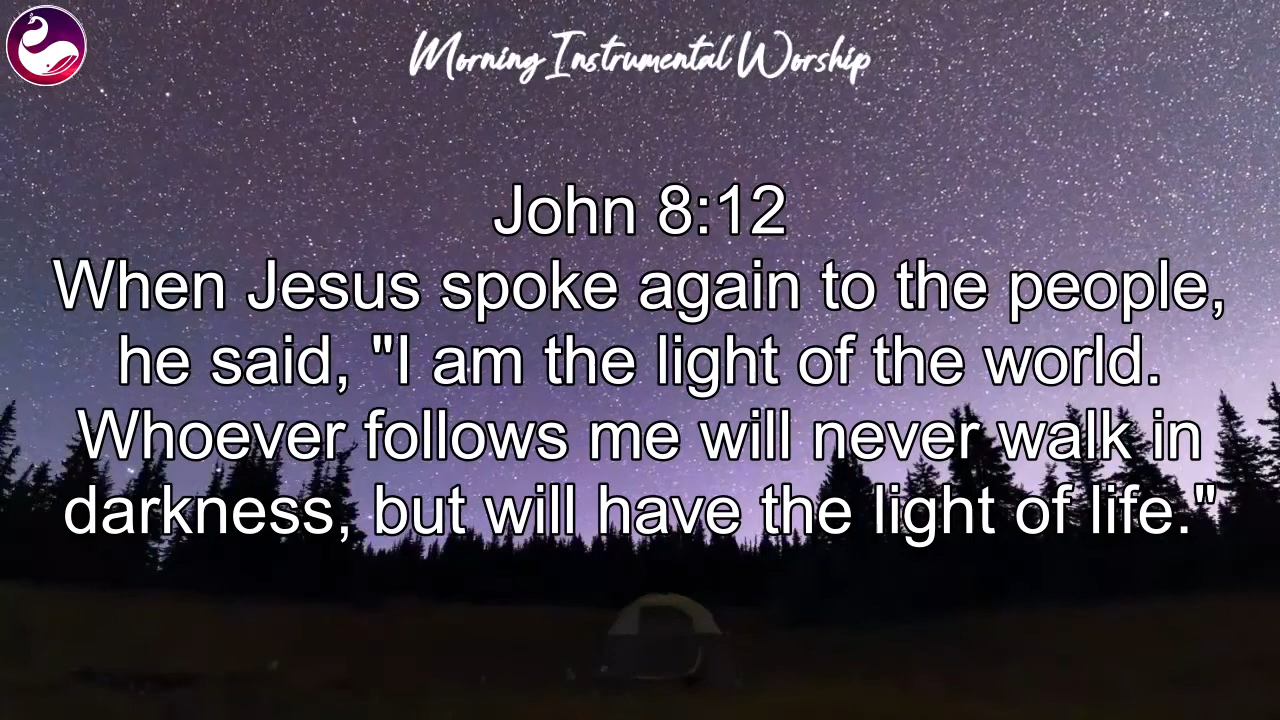 Morning Instrumental Worship
John 8:12
When Jesus spoke again to the people,
he said, "I am the light of the world.
Whoever follows me will never walk in
darkness, but will have the light of life."